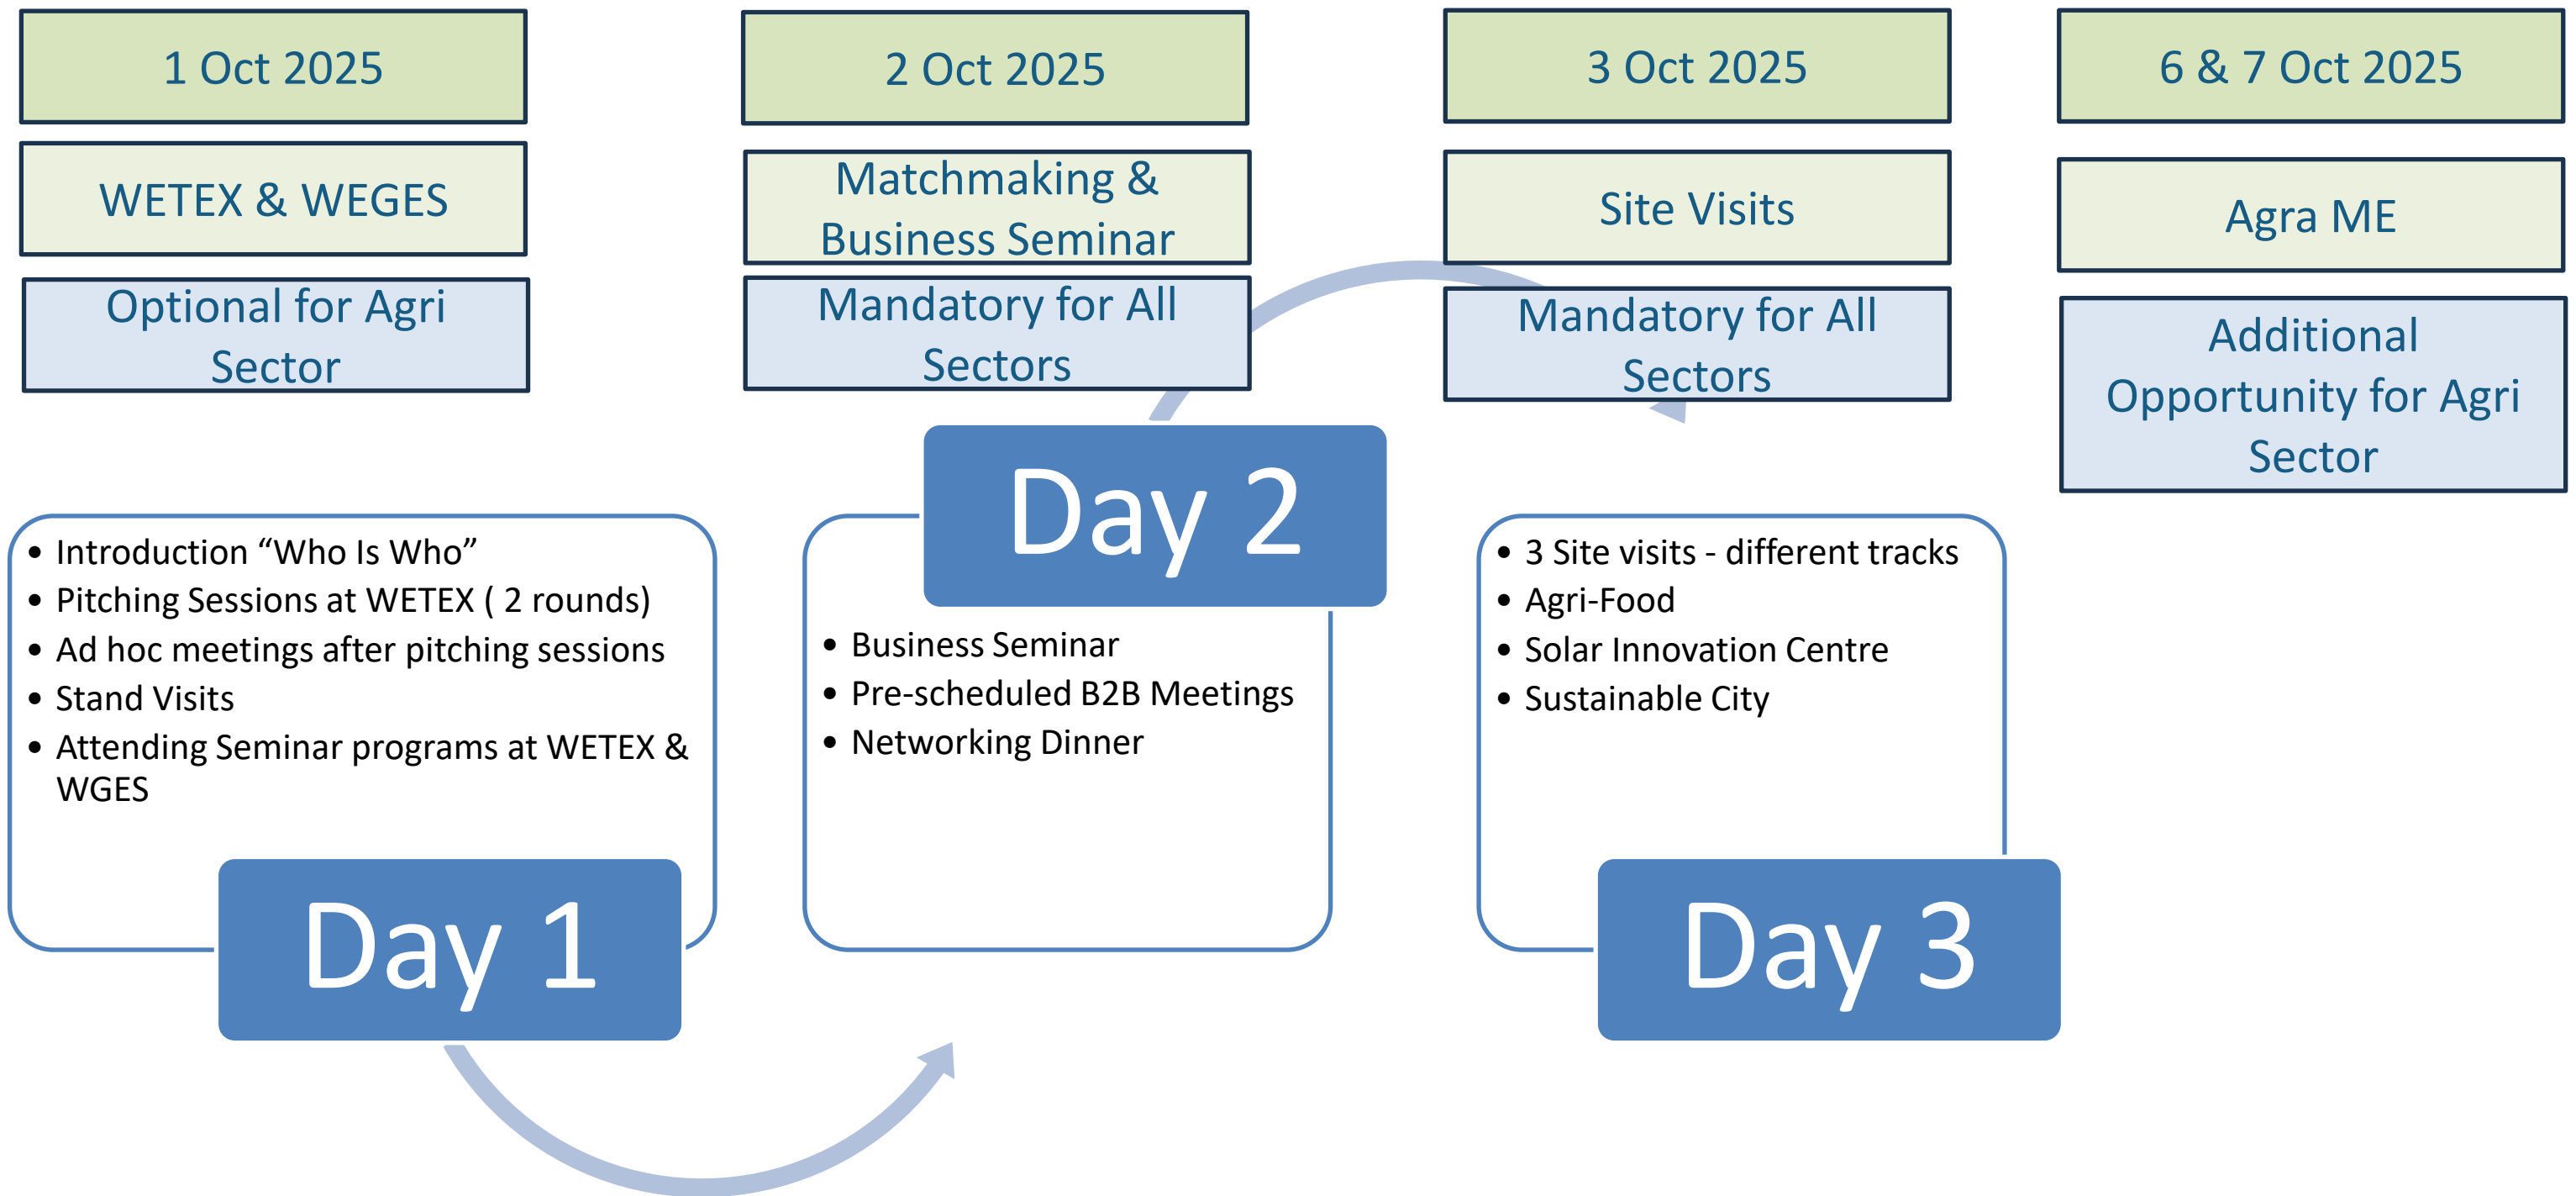 1 Oct 2025
WETEX & WEGES
Optional for Agri
Sector
2 Oct 2025
Matchmaking &
Business Seminar
Mandatory for All
Sectors
3 Oct 2025
Site Visits
Mandatory for All
Sectors
6 & 7 Oct 2025
Agra ME
Additional
Opportunity for Agri
Sector
• Introduction “Who Is Who”
• Pitching Sessions at WETEX ( 2 rounds)
• Ad hoc meetings after pitching sessions
• Stand Visits
• Attending Seminar programs at WETEX &
WGES
Day 1
Day 2
• Business Seminar
• Pre-scheduled B2B Meetings
• Networking Dinner
• 3 Site visits - different tracks
• Agri-Food
• Solar Innovation Centre
• Sustainable City
Day 3